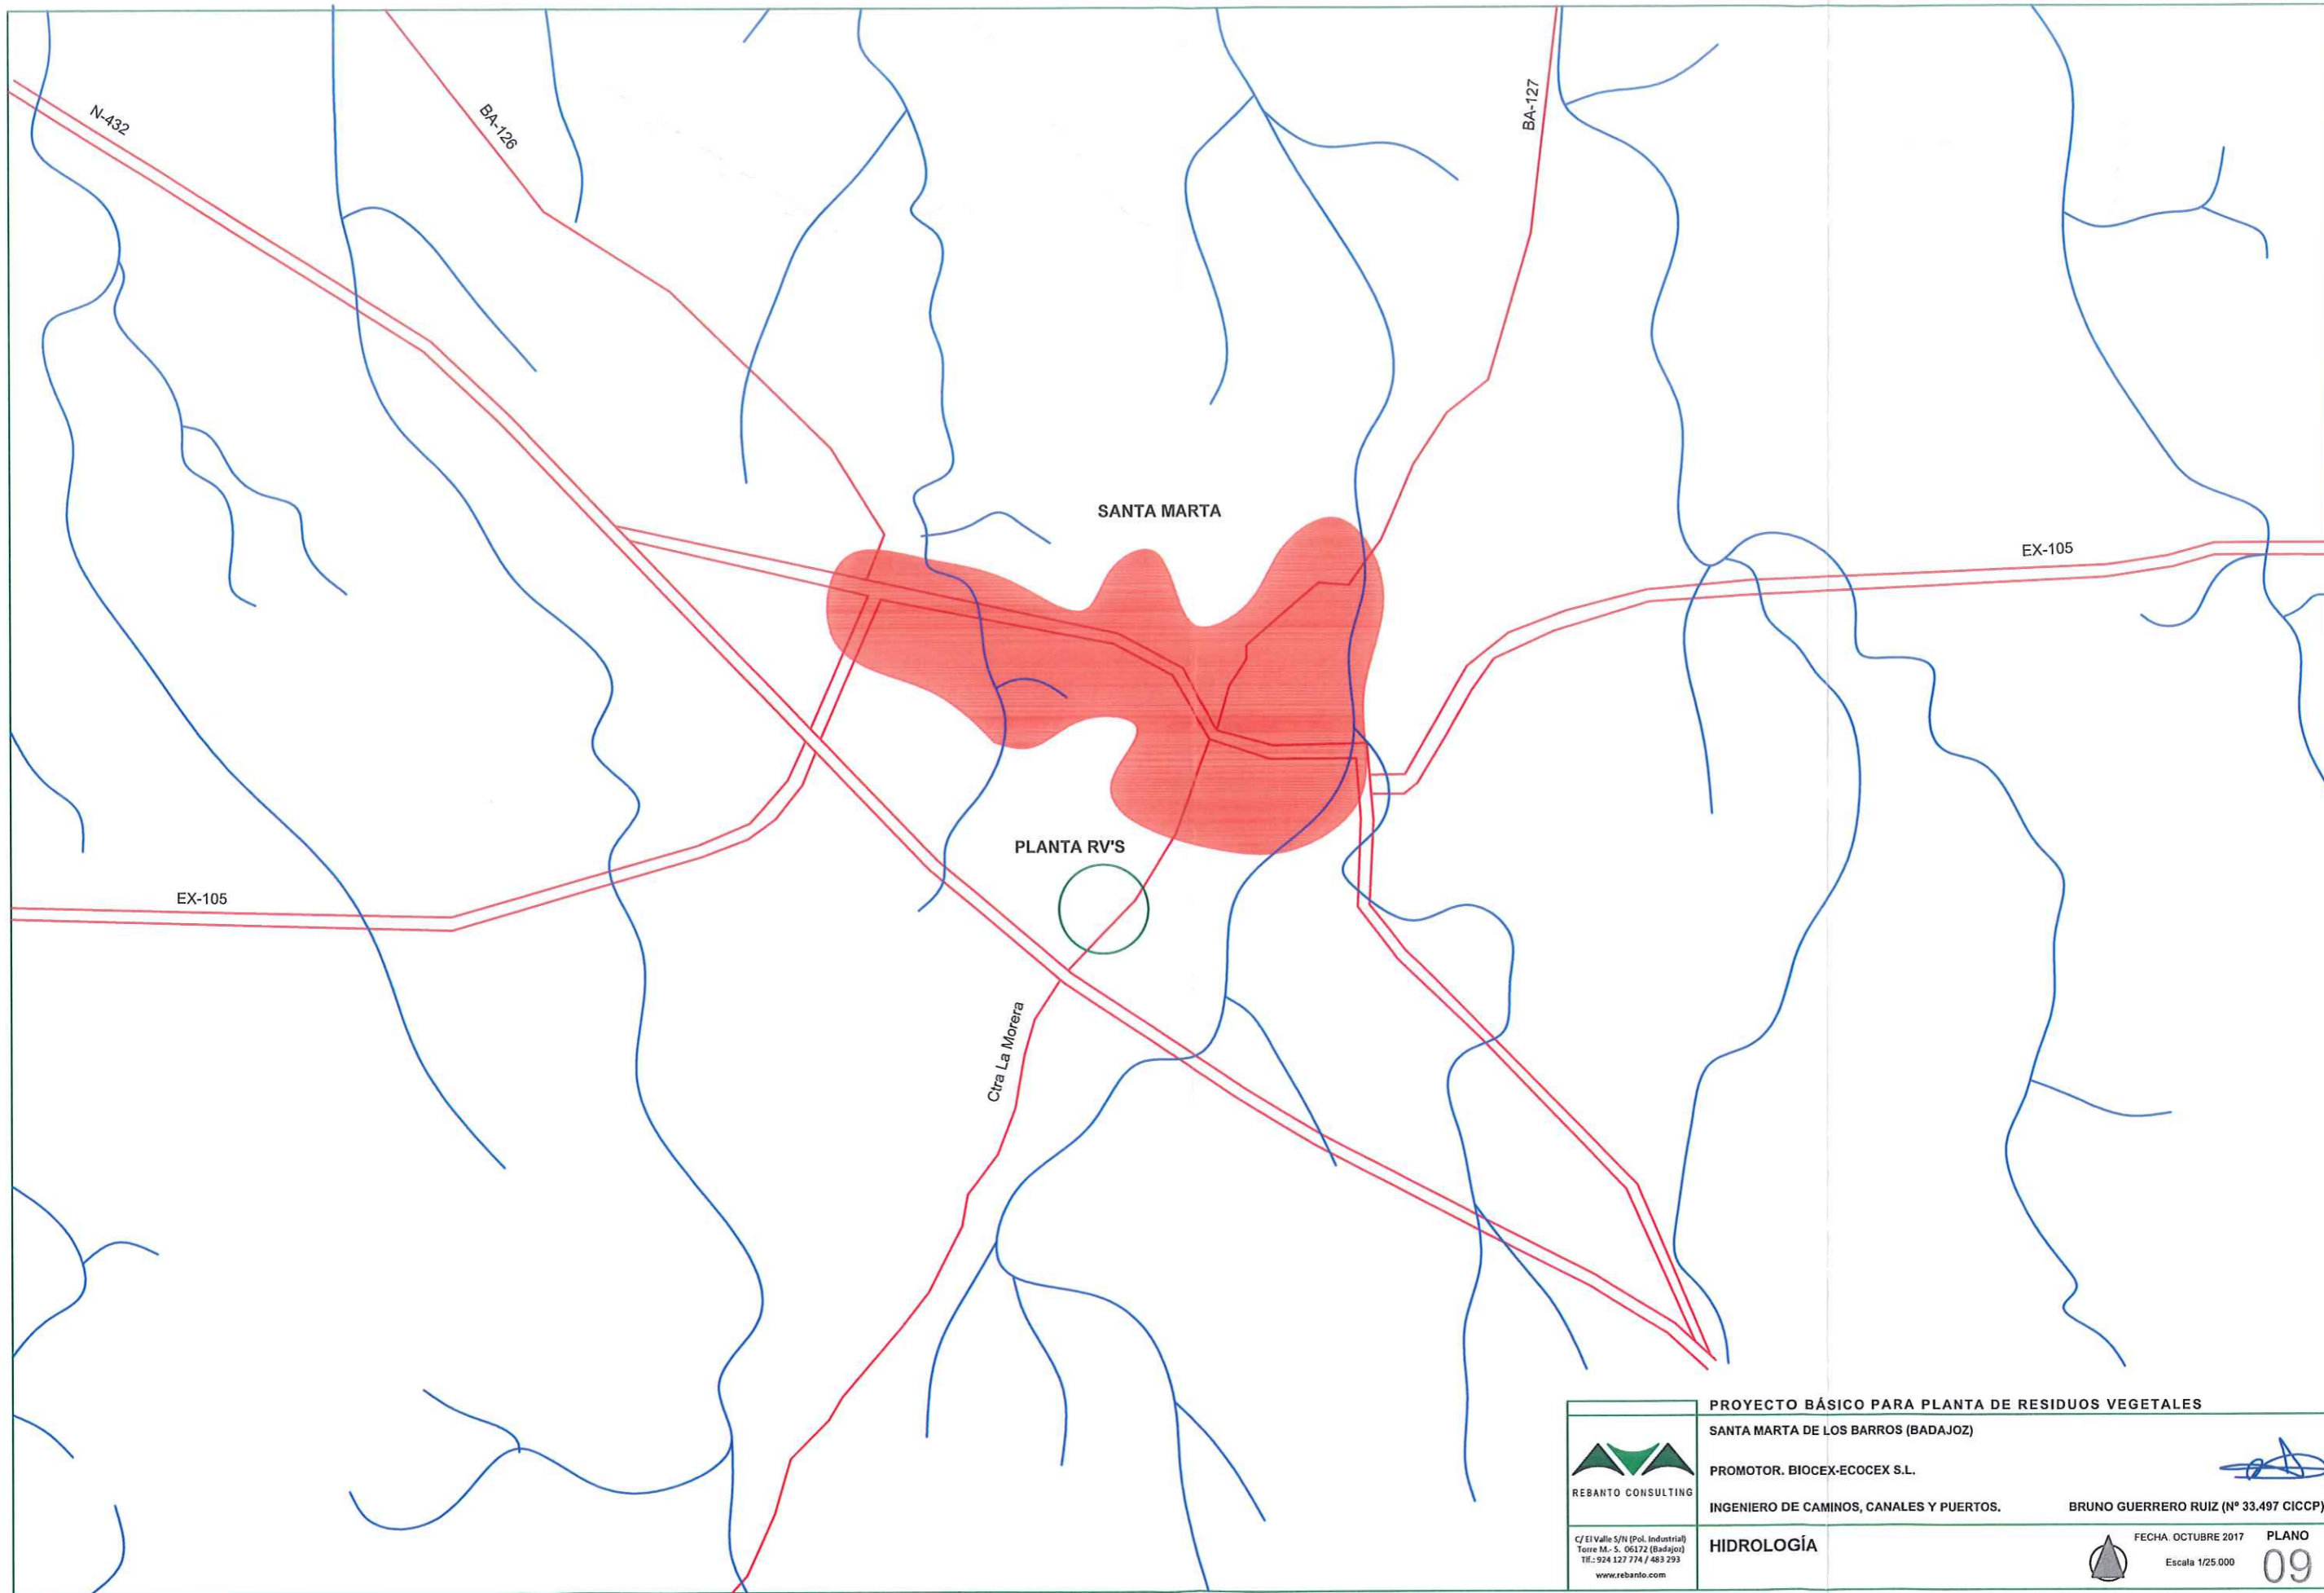 N-432
BA-126
BA-127
SANTA MARTA
EX-105
PLANTA RV'S
EX-105
Ctra La Morera
PROYECTO BÁSICO PARA PLANTA DE RESIDUOS VEGETALES
SANTA MARTA DE LOS BARROS (BADAJOZ)
PROMOTOR. BIOCEX-ECOCEX S.L.
REBANTO CONSULTING
INGENIERO DE CAMINOS, CANALES Y PUERTOS.
BRUNO GUERRERO RUIZ (Nº 33.497 CICCP)
C/ El Valle S/N (Pol. Industrial)
Torre M.- S. 06172 (Badajoz)
Tlf.: 924 127 774 / 483 293
www.rebanto.com
HIDROLOGÍA
FECHA. OCTUBRE 2017
Escala 1/25.000
PLANO
09